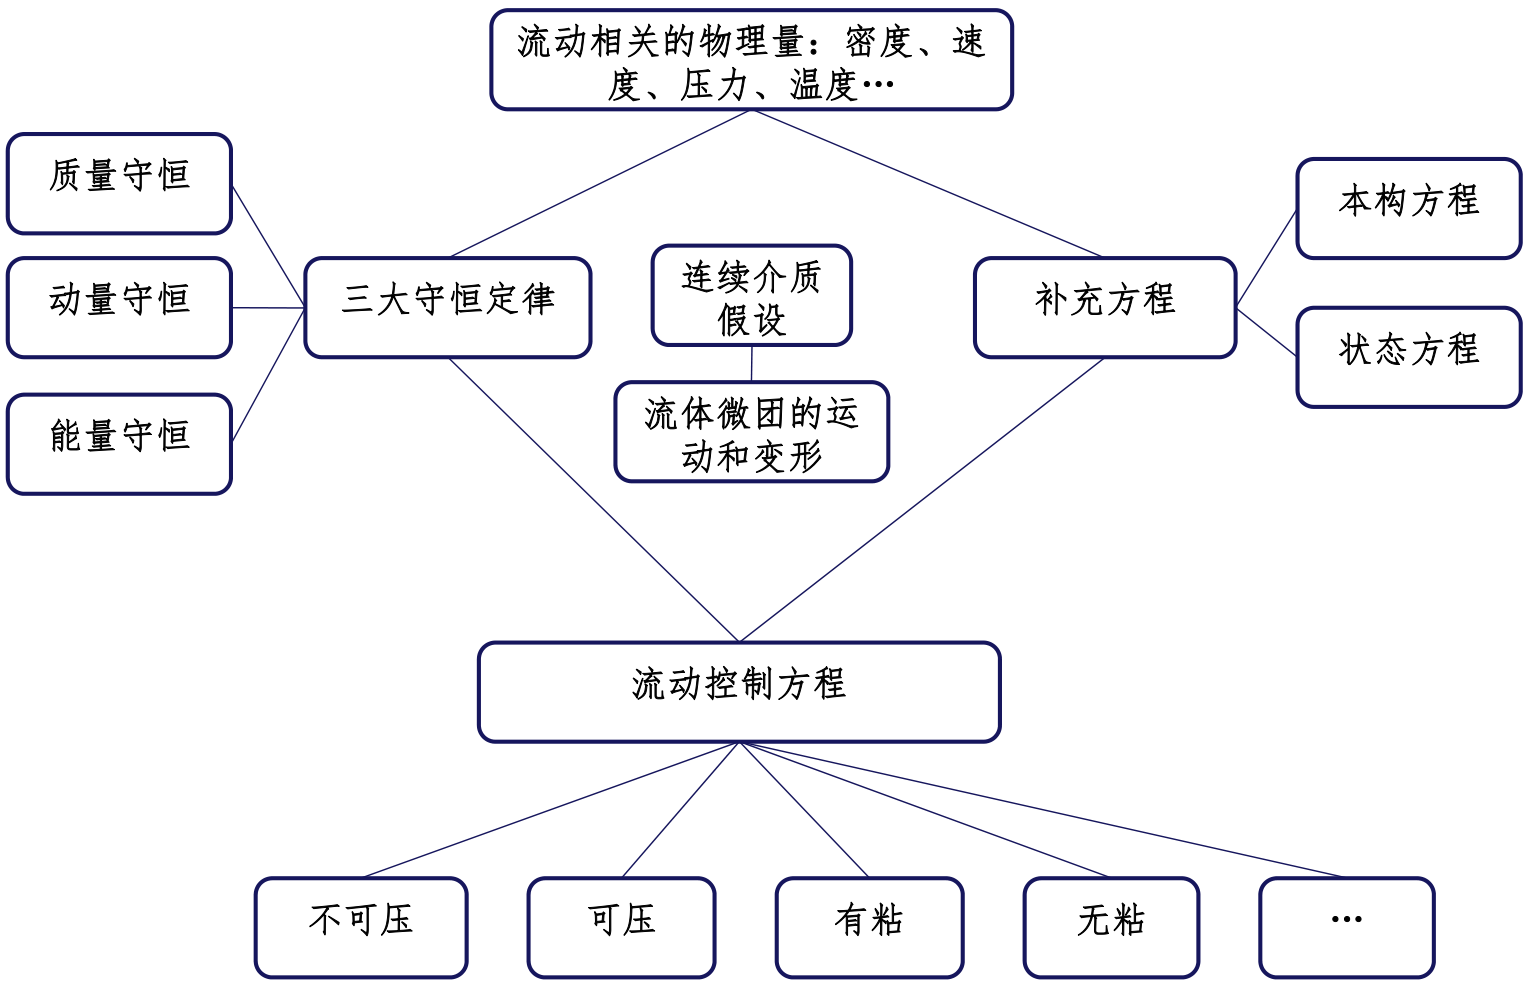 流动相关的物理量：密度、速
度、压力、温度…
质量守恒
动量守恒
能量守恒
三大守恒定律
连续介质
假设
流体微团的运
动和变形
补充方程
本构方程
状态方程
流动控制方程
不可压
可压
有粘
无粘
…